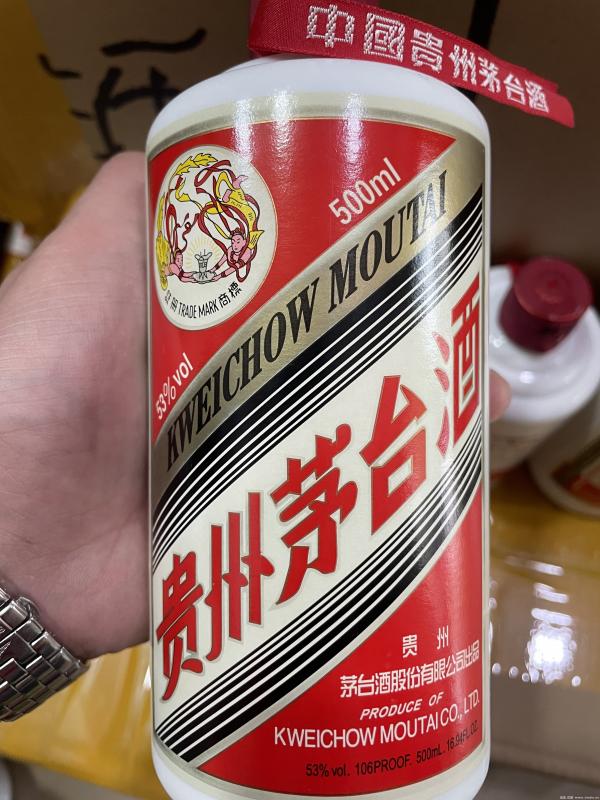 中國贵州茅台酒
500ml
TRADE MARK 商標
53%vol
KWEICHOW MOUTAI
贵州茅台酒
贵州
茅台酒股份有限公司出品
PRODUCE OF
KWEICHOW MOUTAI CO., LTD.
53% vol. 106PROOF. 500mL. 16.94FL.OZ.